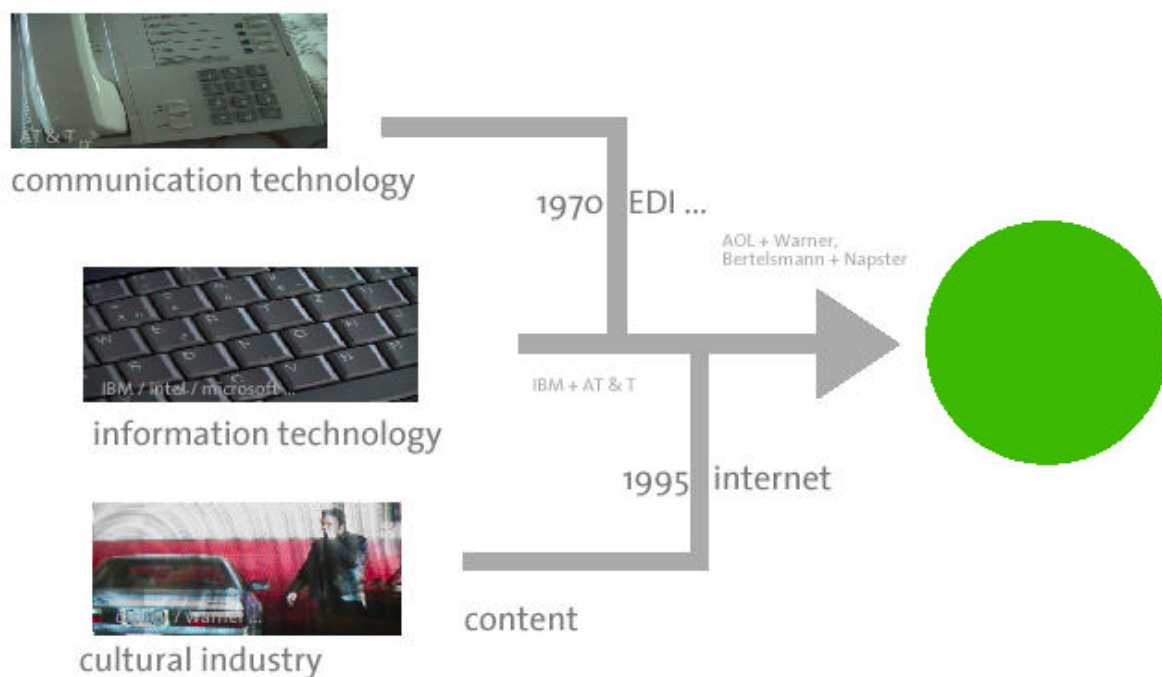 AT & T
communication technology
1970 EDI ...
AOL + Warner,
Bertelsmann + Napster
IBM / intel / microsoft ...
IBM + AT & T
information technology
1995 internet
/ warner ...
content
cultural industry